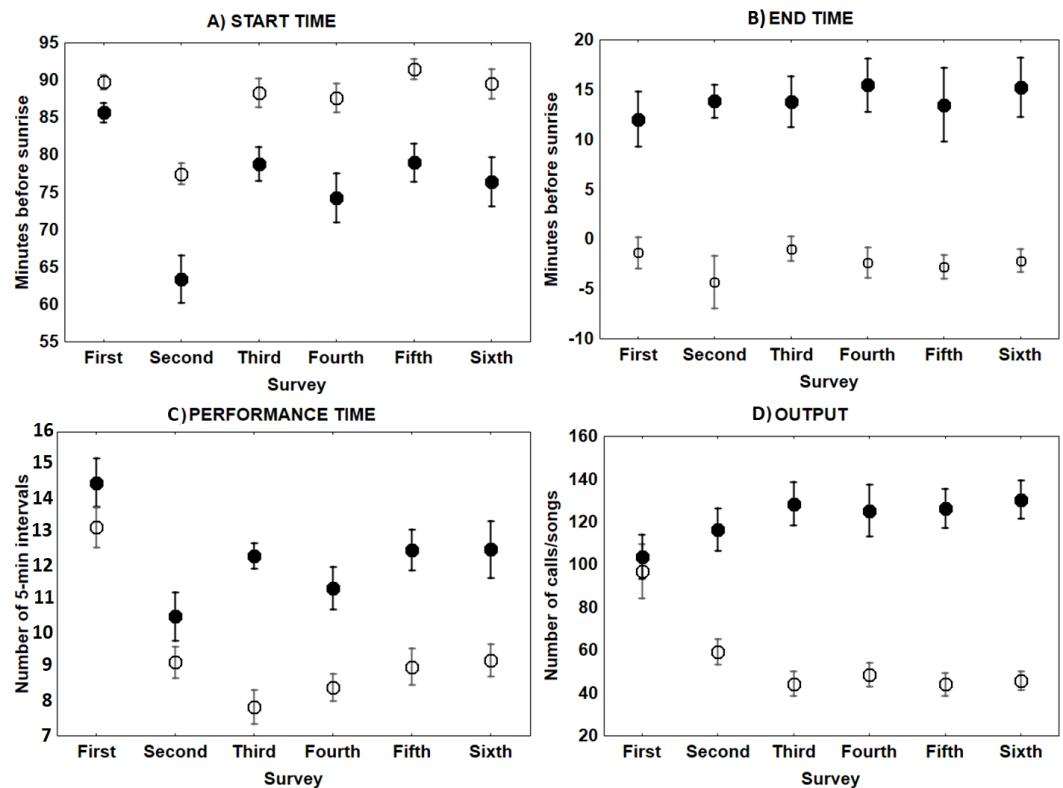 A) START TIME
Minutes before sunrise
95
90
85
80
75
70
65
60
55
First Second Third Fourth Fifth Sixth
Survey
B) END TIME
Minutes before sunrise
20
15
10
5
0
-5
-10
First Second Third Fourth Fifth Sixth
Survey
C) PERFORMANCE TIME
Number of 5-min intervals
16
15
14
13
12
11
10
9
8
7
First Second Third Fourth Fifth Sixth
Survey
D) OUTPUT
Number of calls/songs
160
140
120
100
80
60
40
20
First Second Third Fourth Fifth Sixth
Survey